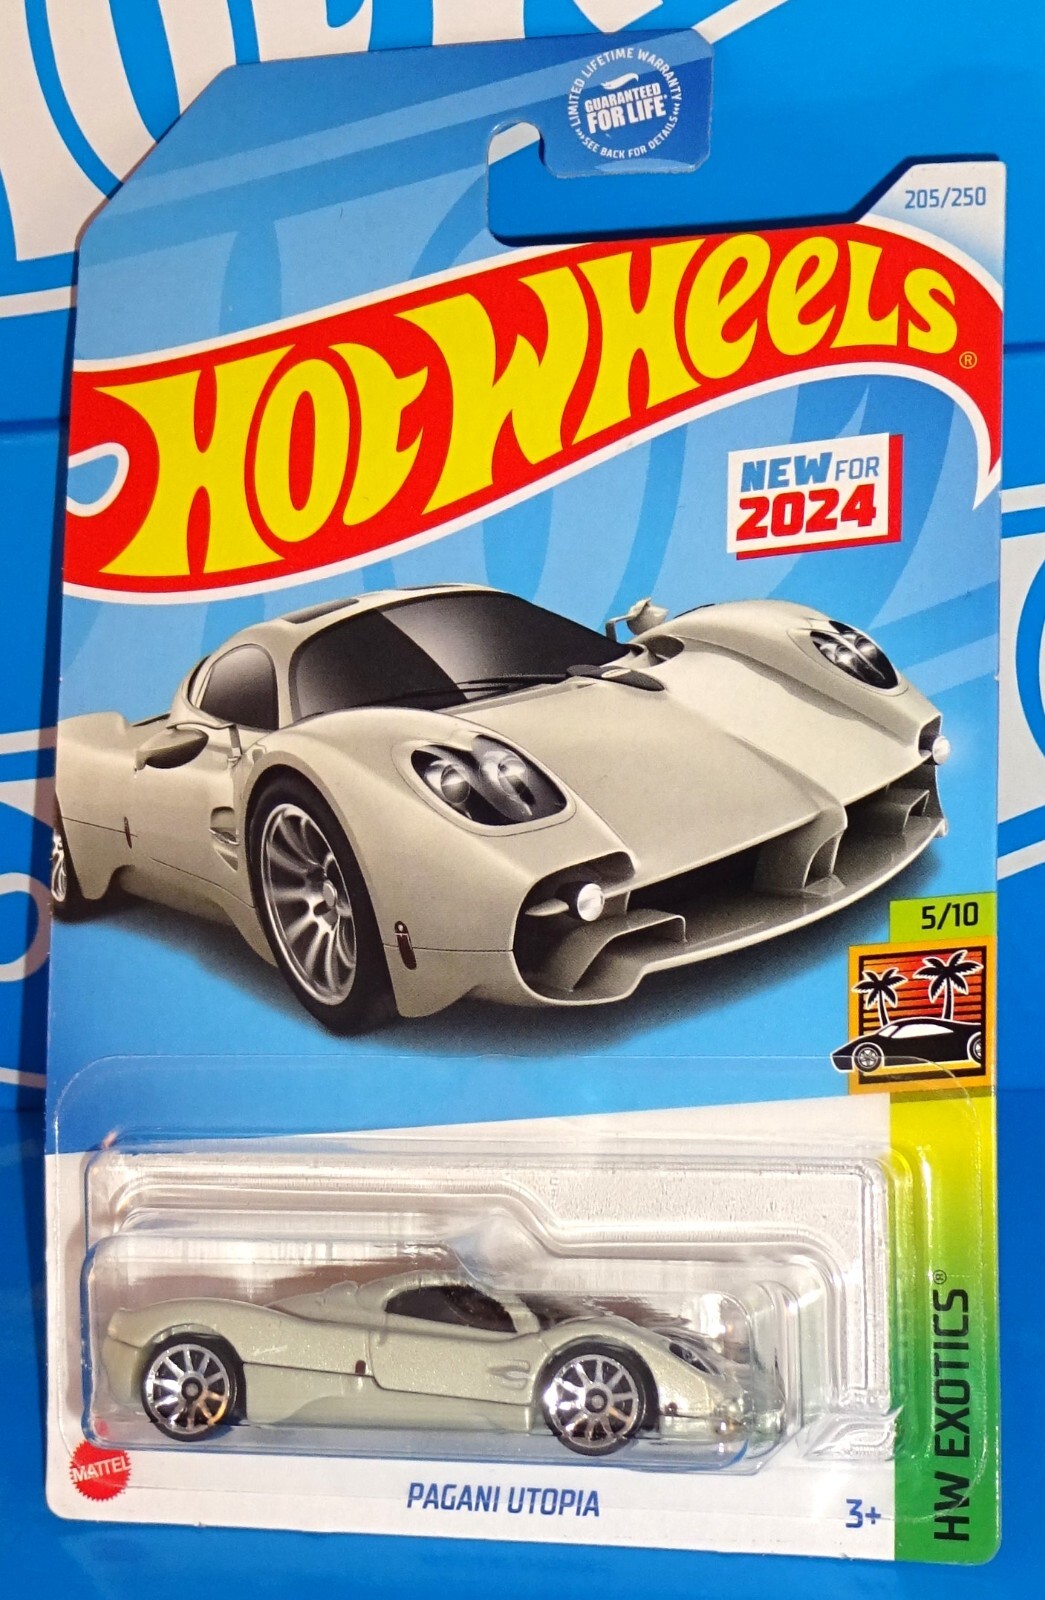 LIMITED LIFETIME WARRANTY
GUARANTEED
FOR LIFE
SEE BACK FOR DETAILS
205/250
HOT WHEELS®
NEW FOR
2024
5/10
HW EXOTICS®
MATTEL
PAGANI UTOPIA
3+